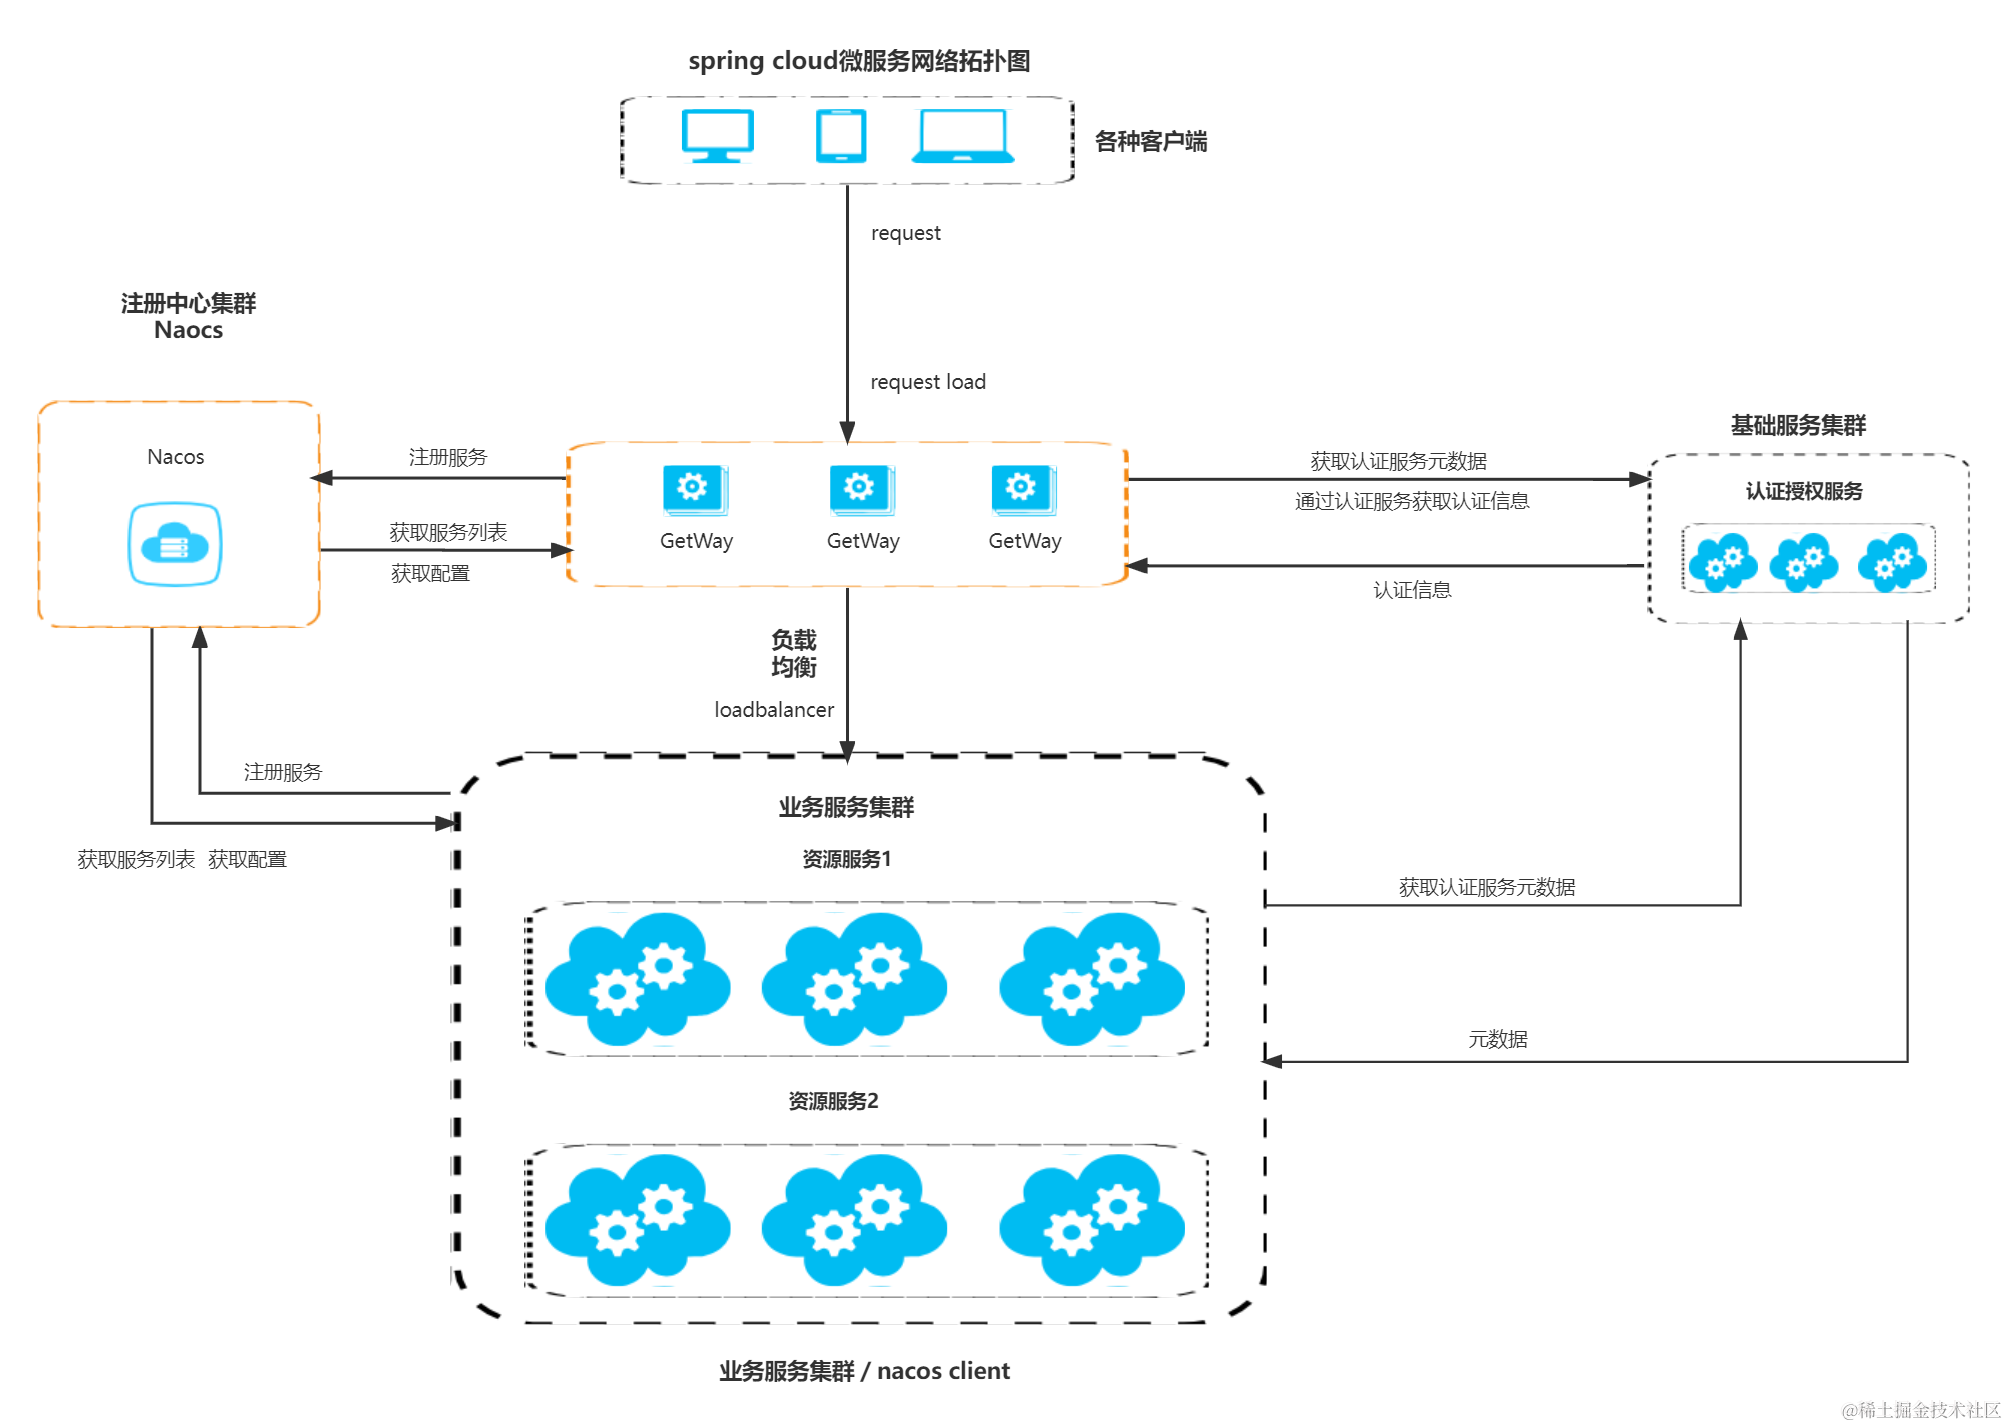 spring cloud微服务网络拓扑图
各种客户端
request
注册中心集群
Naocs
request load
基础服务集群
Nacos
注册服务
获取服务列表
获取配置
GetWay
GetWay
GetWay
获取认证服务元数据
通过认证服务获取认证信息
认证授权服务
认证信息
负载
均衡
loadbalancer
注册服务
获取服务列表 获取配置
业务服务集群
资源服务1
获取认证服务元数据
元数据
资源服务2
业务服务集群 / nacos client
@稀土掘金技术社区